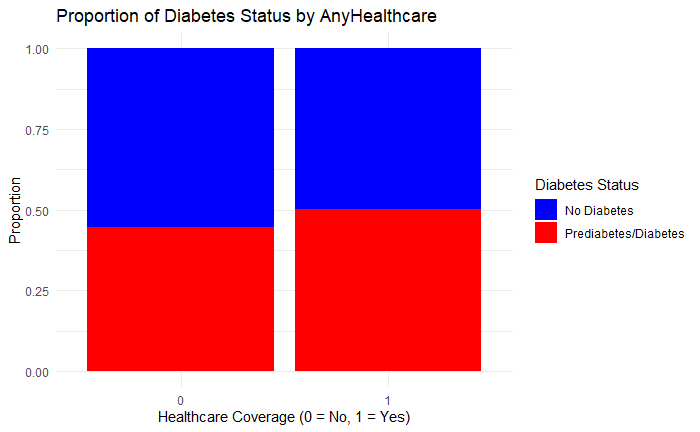 Proportion of Diabetes Status by AnyHealthcare
1.00
0.75
0.50
0.25
0.00
Proportion
0
1
Healthcare Coverage (0 = No, 1 = Yes)
Diabetes Status
No Diabetes
Prediabetes/Diabetes